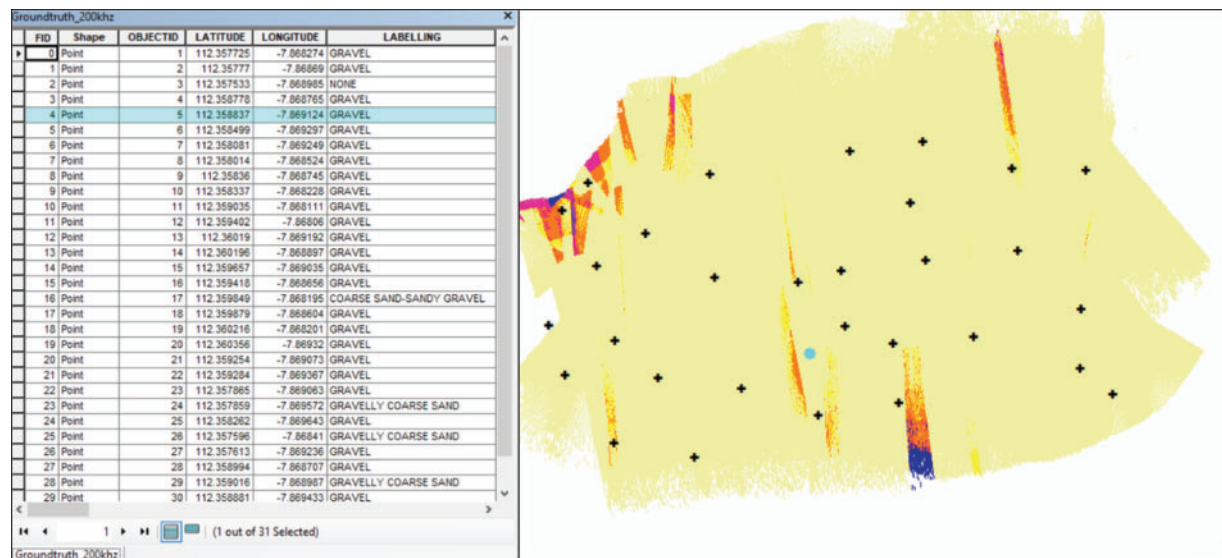 Groundtruth_200khz ×
FID Shape OBJECTID LATITUDE LONGITUDE LABELLING
0 Point 1 112.357725 -7.868274 GRAVEL
1 Point 2 112.35777 -7.86869 GRAVEL
2 Point 3 112.357533 -7.868985 NONE
3 Point 4 112.358778 -7.868765 GRAVEL
4 Point 5 112.358837 -7.869124 GRAVEL
5 Point 6 112.358499 -7.869297 GRAVEL
6 Point 7 112.358081 -7.869249 GRAVEL
7 Point 8 112.358014 -7.868524 GRAVEL
8 Point 9 112.35836 -7.868745 GRAVEL
9 Point 10 112.358337 -7.868228 GRAVEL
10 Point 11 112.359035 -7.868111 GRAVEL
11 Point 12 112.359402 -7.86806 GRAVEL
12 Point 13 112.36019 -7.869192 GRAVEL
13 Point 14 112.360196 -7.868897 GRAVEL
14 Point 15 112.359657 -7.869035 GRAVEL
15 Point 16 112.359418 -7.868656 GRAVEL
16 Point 17 112.359849 -7.868195 COARSE SAND-SANDY GRAVEL
17 Point 18 112.359879 -7.868604 GRAVEL
18 Point 19 112.360216 -7.868201 GRAVEL
19 Point 20 112.360356 -7.86932 GRAVEL
20 Point 21 112.359254 -7.869073 GRAVEL
21 Point 22 112.359284 -7.869367 GRAVEL
22 Point 23 112.357865 -7.869063 GRAVEL
23 Point 24 112.357859 -7.869572 GRAVELLY COARSE SAND
24 Point 25 112.358262 -7.869643 GRAVEL
25 Point 26 112.357596 -7.86841 GRAVELLY COARSE SAND
26 Point 27 112.357613 -7.869236 GRAVEL
27 Point 28 112.358994 -7.868707 GRAVEL
28 Point 29 112.359016 -7.868987 GRAVELLY COARSE SAND
29 Point 30 112.358881 -7.869433 GRAVEL
1 (1 out of 31 Selected)
Groundtruth_200khz